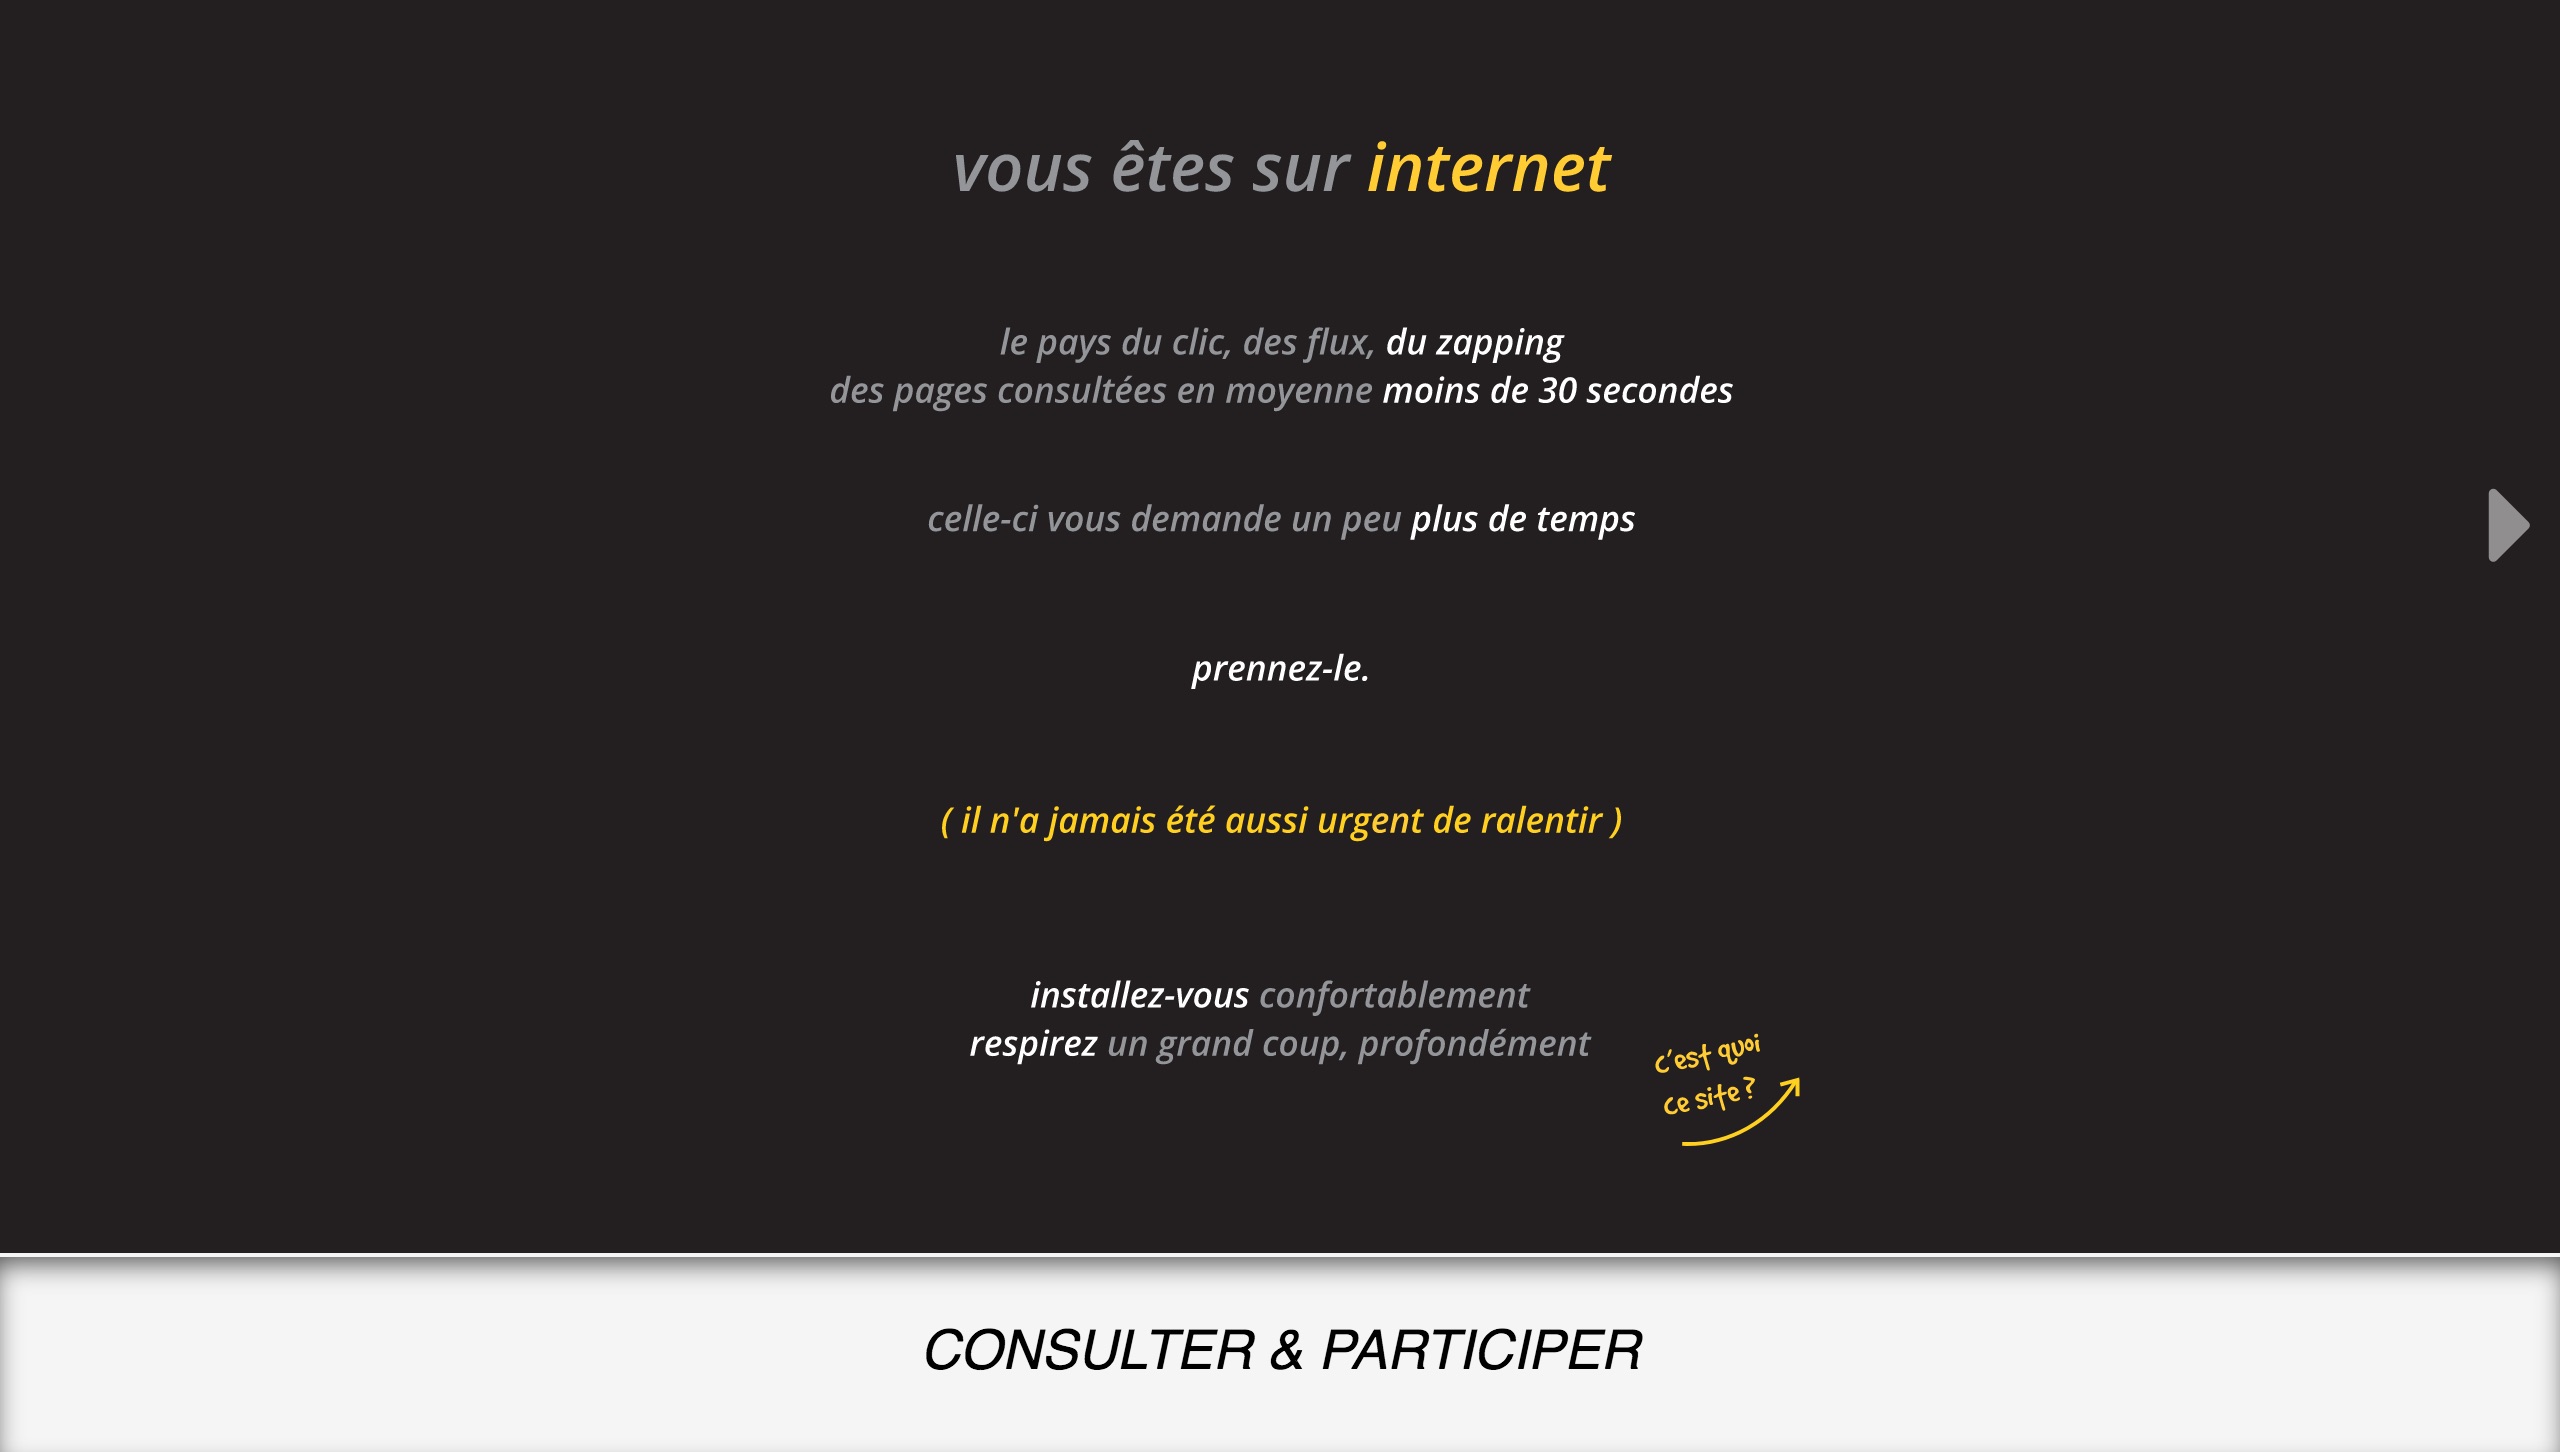 vous êtes sur internet
le pays du clic, des flux, du zapping
des pages consultées en moyenne moins de 30 secondes
celle-ci vous demande un peu plus de temps
prennez-le.
( il n'a jamais été aussi urgent de ralentir )
installez-vous confortablement
respirez un grand coup, profondément
c'est quoi
ce site ?
CONSULTER & PARTICIPER